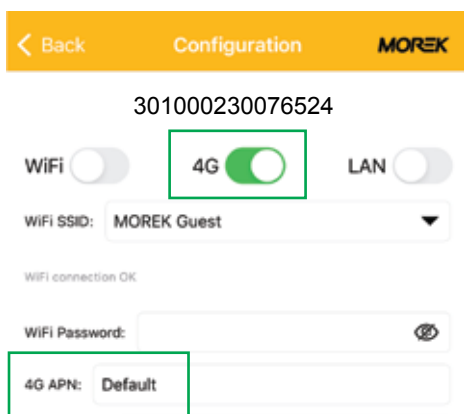 Back Configuration MOREK
301000230076524
WiFi 4G LAN
WiFi SSID: MOREK Guest
WiFi connection OK
WiFi Password:
4G APN: Default